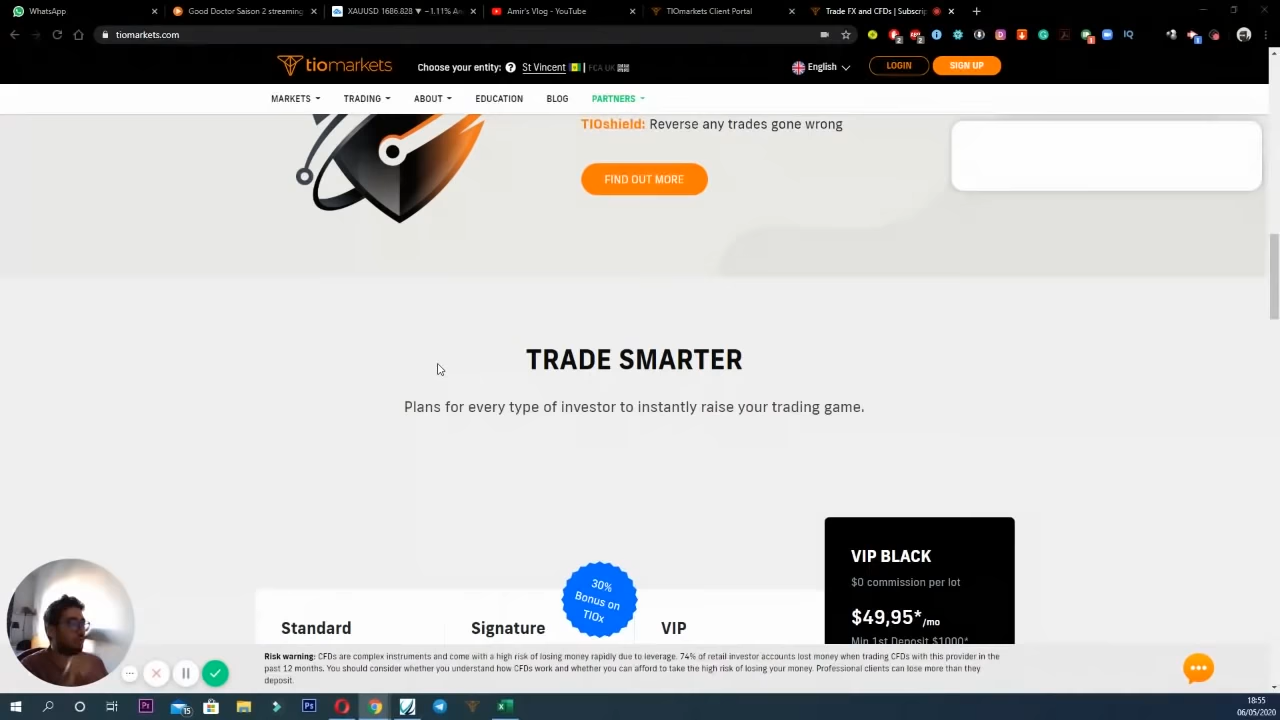 WhatsApp
Good Doctor Saison 2 streaming
XAUUSD 1686.828 ▼ −1.11%
Amir's Vlog - YouTube
TIOmarkets Client Portal
Trade FX and CFDs | Subscrip
tiomarkets.com
IQ
tiomarkets
Choose your entity: ? St Vincent | FCA UK
English
LOGIN
SIGN UP
MARKETS
TRADING
ABOUT
EDUCATION
BLOG
PARTNERS
TIOshield: Reverse any trades gone wrong
FIND OUT MORE
TRADE SMARTER
Plans for every type of investor to instantly raise your trading game.
VIP BLACK
$0 commission per lot
$49,95*/mo
Min 1st Deposit $1000*
30%
Bonus on
TIOx
Standard
Signature
VIP
Risk warning: CFDs are complex instruments and come with a high risk of losing money rapidly due to leverage. 74% of retail investor accounts lost money when trading CFDs with this provider in the
past 12 months. You should consider whether you understand how CFDs work and whether you can afford to take the high risk of losing your money. Professional clients can lose more than they
deposit.
Pr
15
Ps
18:55
06/05/2020